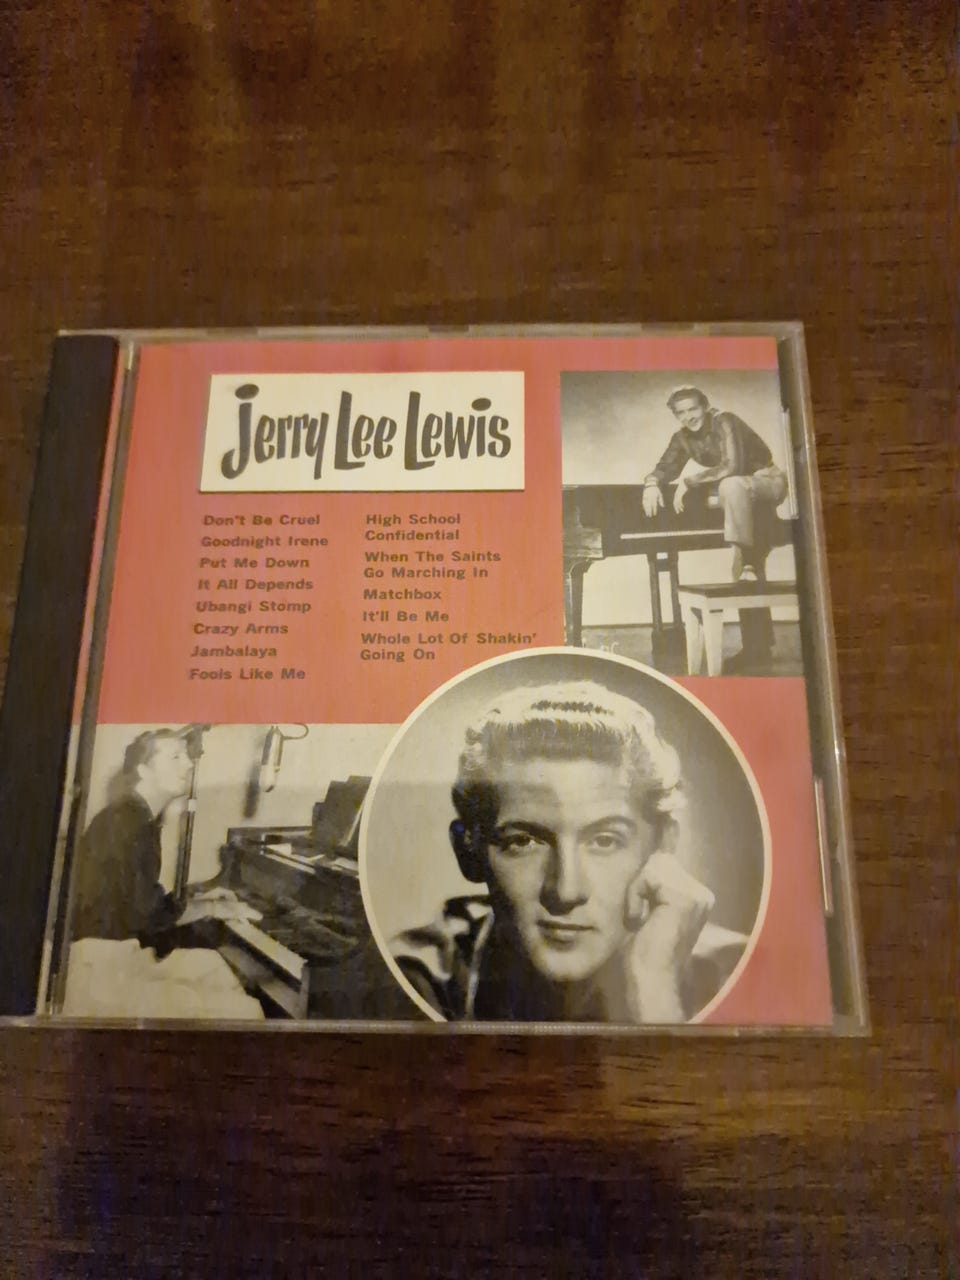 Jerry Lee Lewis
Don't Be Cruel
Goodnight Irene
Put Me Down
It All Depends
Ubangi Stomp
Crazy Arms
Jambalaya
Fools Like Me
High School
Confidential
When The Saints
Go Marching In
Matchbox
It'll Be Me
Whole Lot Of Shakin'
Going On